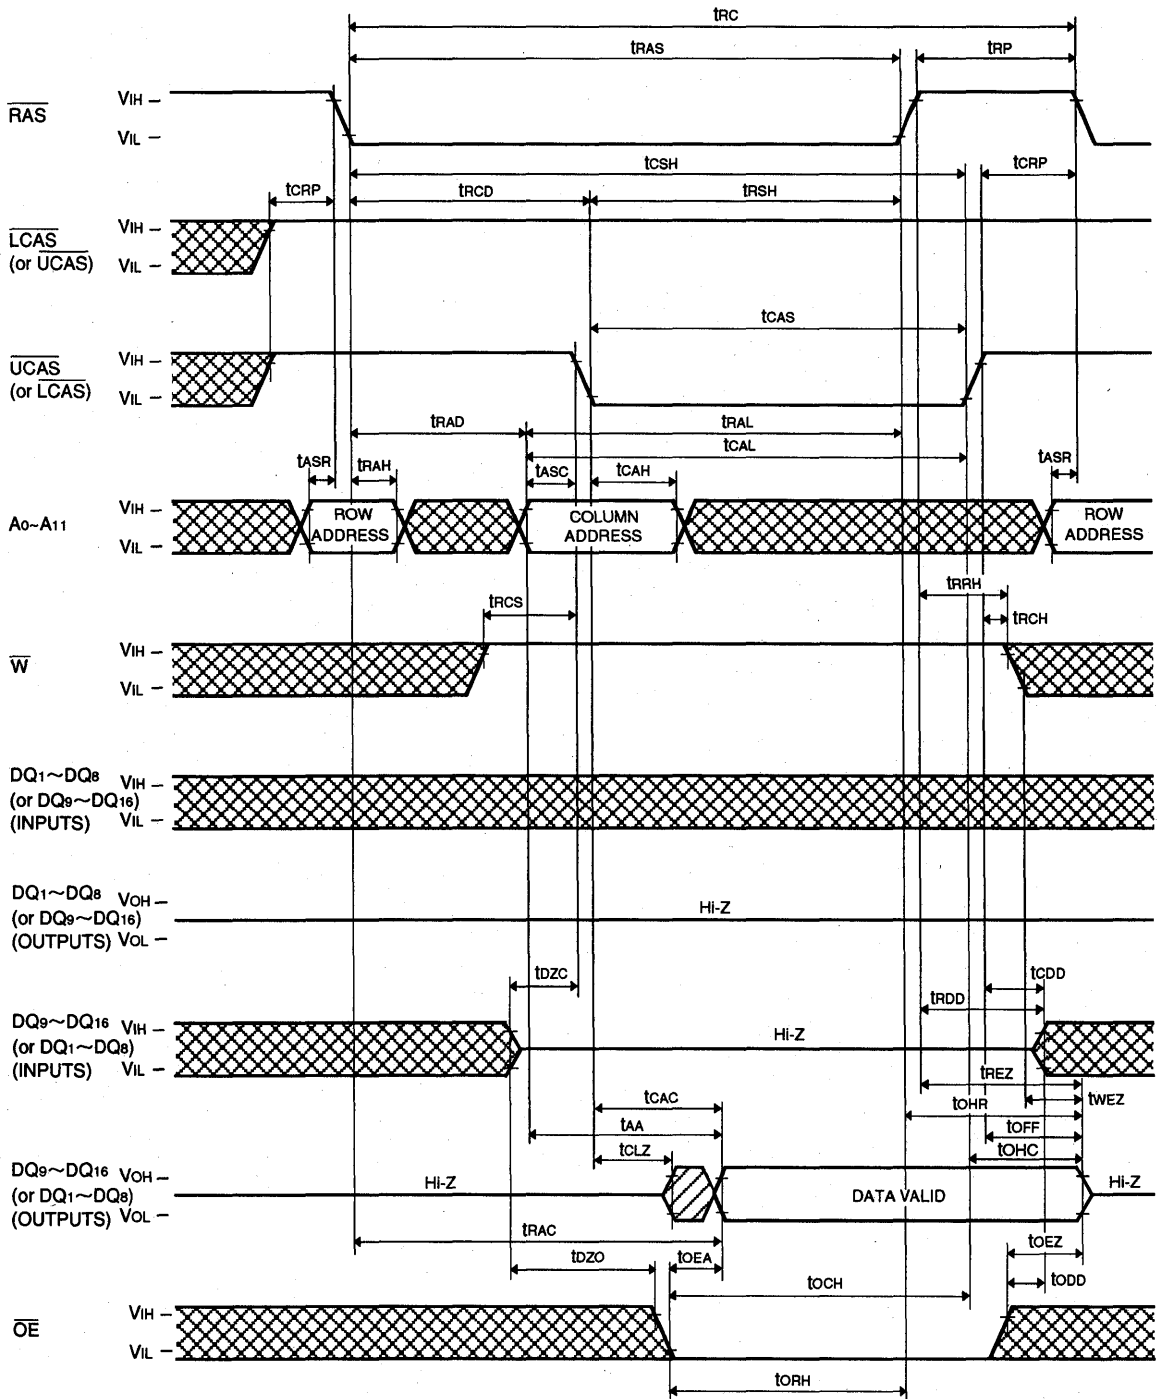 tRC
tRAS tRP
RAS VIH
VIL
tCSH tCRP
tCRP tRCD tRSH
LCAS VIH
(or UCAS) VIL
tCAS
UCAS VIH
(or LCAS) VIL
tRAD tRAL
tCAL
tASR tRAH tASC tCAH tASR
A0~A11 VIH ROW ADDRESS COLUMN ADDRESS ROW ADDRESS
VIL
tRRH
tRCS tRCH
W VIH
VIL
DQ1~DQ8 VIH
(or DQ9~DQ16)
(INPUTS) VIL
DQ1~DQ8 VOH
(or DQ9~DQ16) Hi-Z
(OUTPUTS) VOL
tDZC tCDD
tRDD
DQ9~DQ16 VIH
(or DQ1~DQ8) Hi-Z
(INPUTS) VIL
tREZ
tCAC tWEZ
tOHR
tAA tOFF
tCLZ tOHC
DQ9~DQ16 VOH
(or DQ1~DQ8) Hi-Z DATA VALID Hi-Z
(OUTPUTS) VOL
tRAC
tDZO tOEA tOEZ
tOCH tODD
OE VIH
VIL
tORH